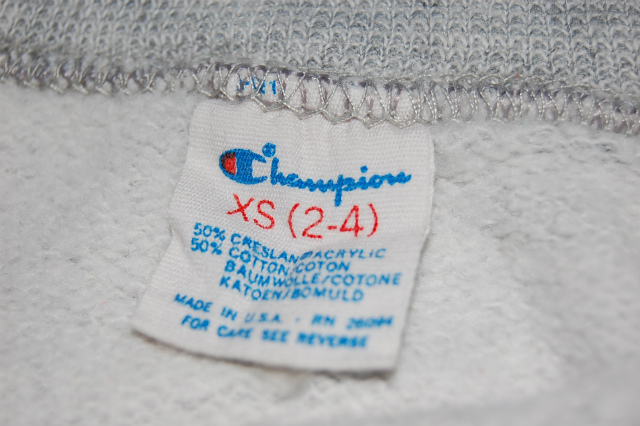 Champion
XS (2-4)
50% CRESLAN®ACRYLIC
50% COTTON/COTON
BAUMWOLLE/COTONE
KATOEN/BOMULD
MADE IN U.S.A. - RN 26094
FOR CARE SEE REVERSE